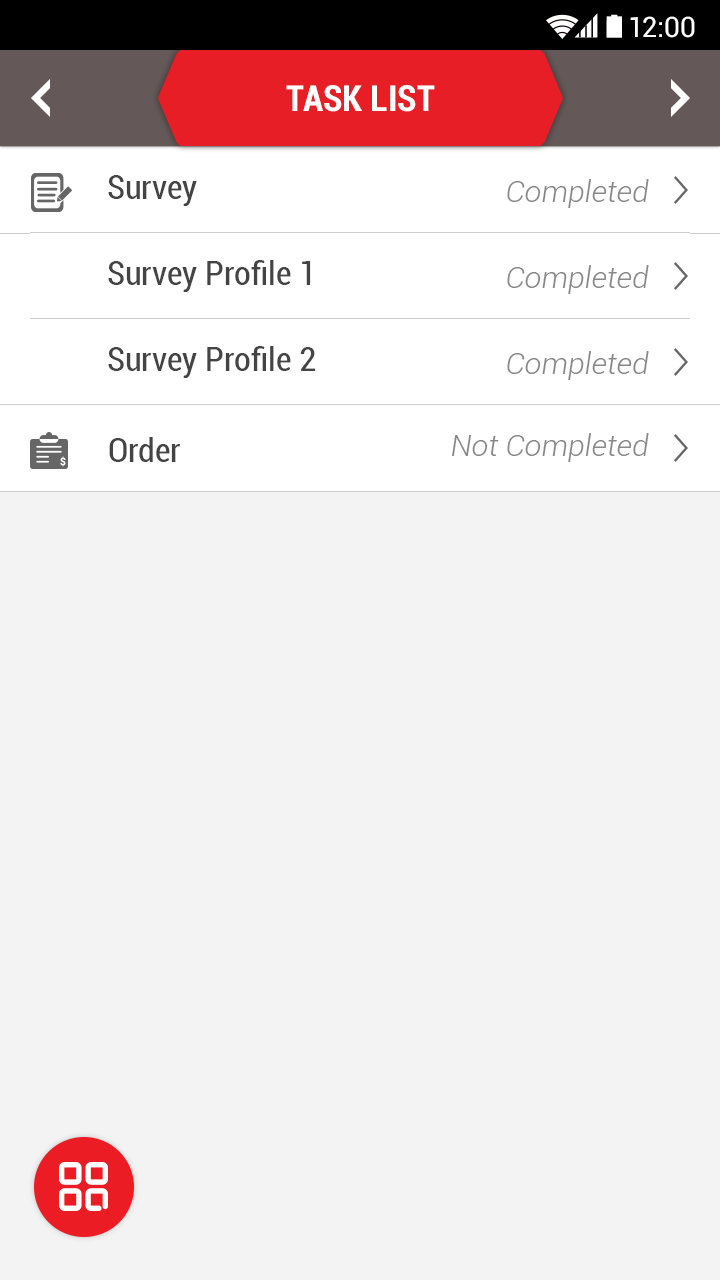 12:00
TASK LIST
Survey Completed
Survey Profile 1 Completed
Survey Profile 2 Completed
Order Not Completed